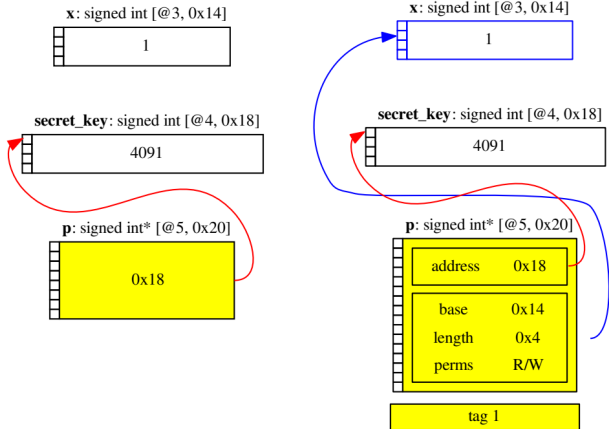 x: signed int [@3, 0x14]
1
secret_key: signed int [@4, 0x18]
4091
p: signed int* [@5, 0x20]
0x18
x: signed int [@3, 0x14]
1
secret_key: signed int [@4, 0x18]
4091
p: signed int* [@5, 0x20]
address 0x18
base 0x14
length 0x4
perms R/W
tag 1